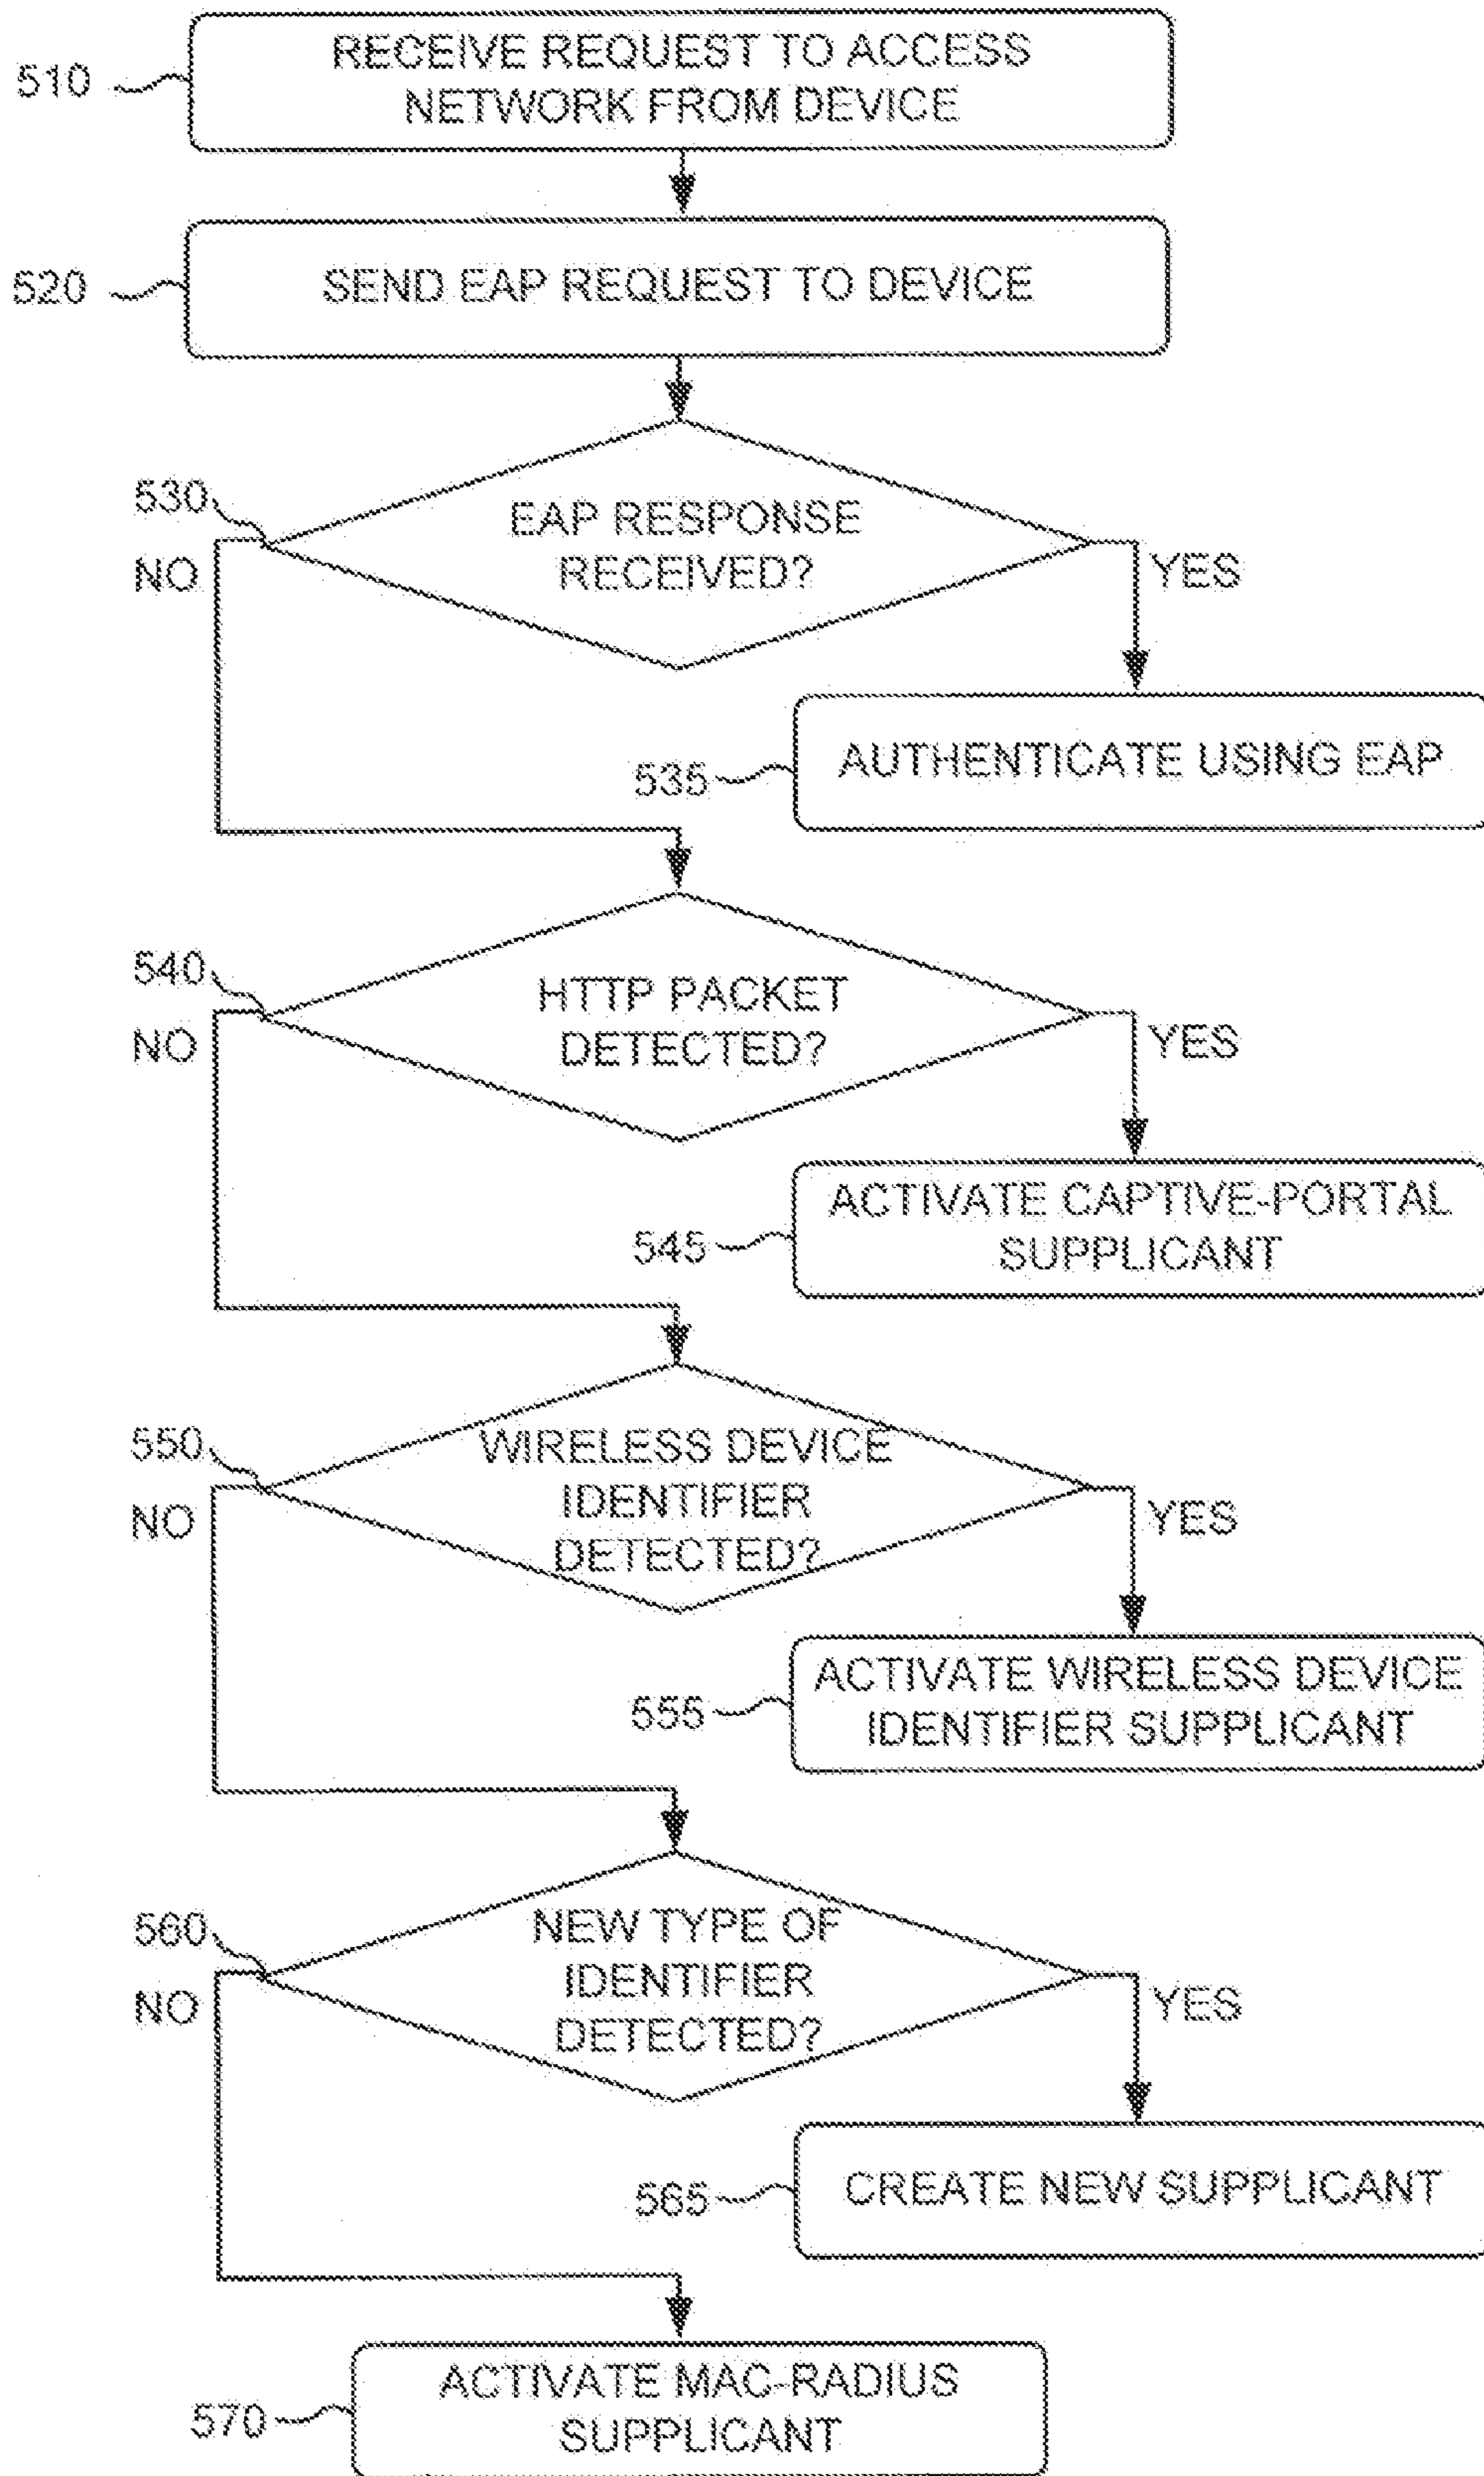 RECEIVE REQUEST TO ACCESS
NETWORK FROM DEVICE
510
SEND EAP REQUEST TO DEVICE
520
530
EAP RESPONSE
RECEIVED?
NO
YES
AUTHENTICATE USING EAP
535
540
HTTP PACKET
DETECTED?
NO
YES
ACTIVATE CAPTIVE-PORTAL
SUPPLICANT
545
550
WIRELESS DEVICE
IDENTIFIER
DETECTED?
NO
YES
ACTIVATE WIRELESS DEVICE
IDENTIFIER SUPPLICANT
555
560
NEW TYPE OF
IDENTIFIER
DETECTED?
NO
YES
CREATE NEW SUPPLICANT
565
ACTIVATE MAC-RADIUS
SUPPLICANT
570